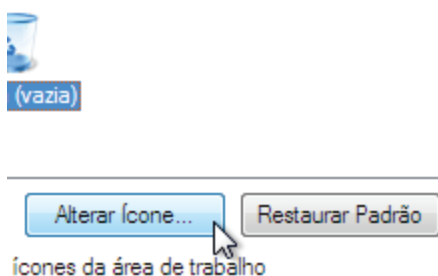 (vazia)
Alterar Ícone... Restaurar Padrão
ícones da área de trabalho